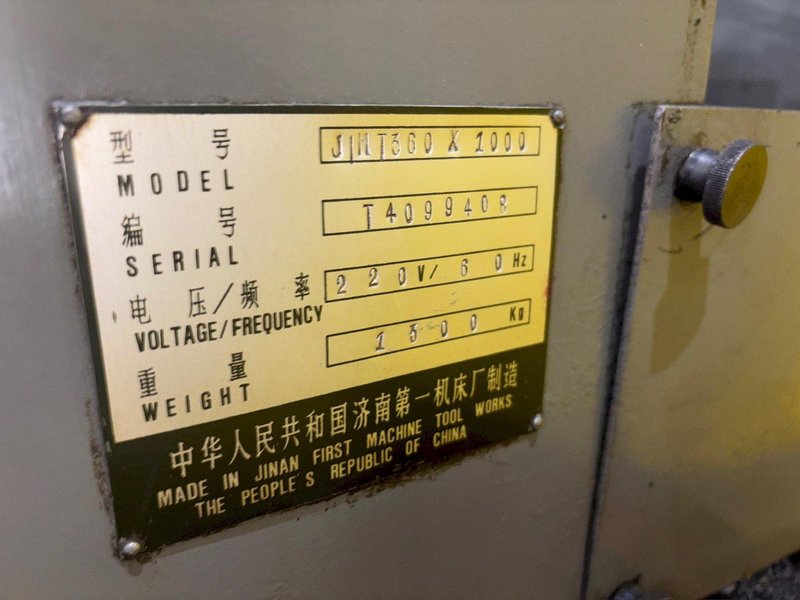 型号 JIMT360 X 1000
MODEL
编号 T4099408
SERIAL
电压/频率 220V/60Hz
VOLTAGE/FREQUENCY
重量 1300 Kg
WEIGHT
中华人民共和国济南第一机床厂制造
MADE IN JINAN FIRST MACHINE TOOL WORKS
THE PEOPLE'S REPUBLIC OF CHINA